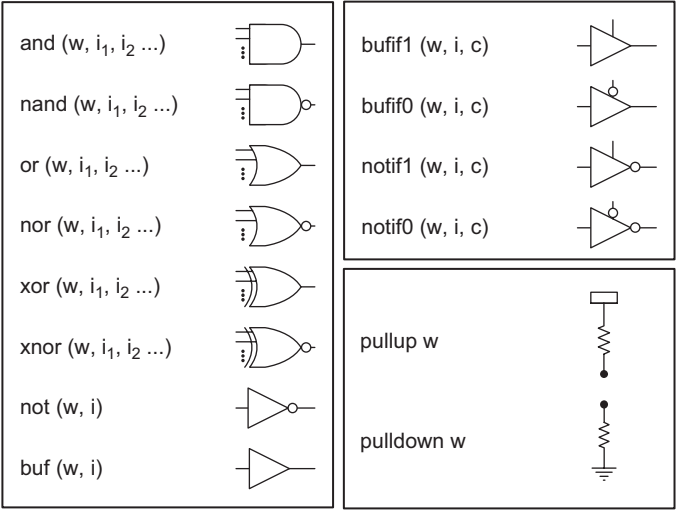 and (w, i₁, i₂ ...)
nand (w, i₁, i₂ ...)
or (w, i₁, i₂ ...)
nor (w, i₁, i₂ ...)
xor (w, i₁, i₂ ...)
xnor (w, i₁, i₂ ...)
not (w, i)
buf (w, i)
bufif1 (w, i, c)
bufif0 (w, i, c)
notif1 (w, i, c)
notif0 (w, i, c)
pullup w
pulldown w